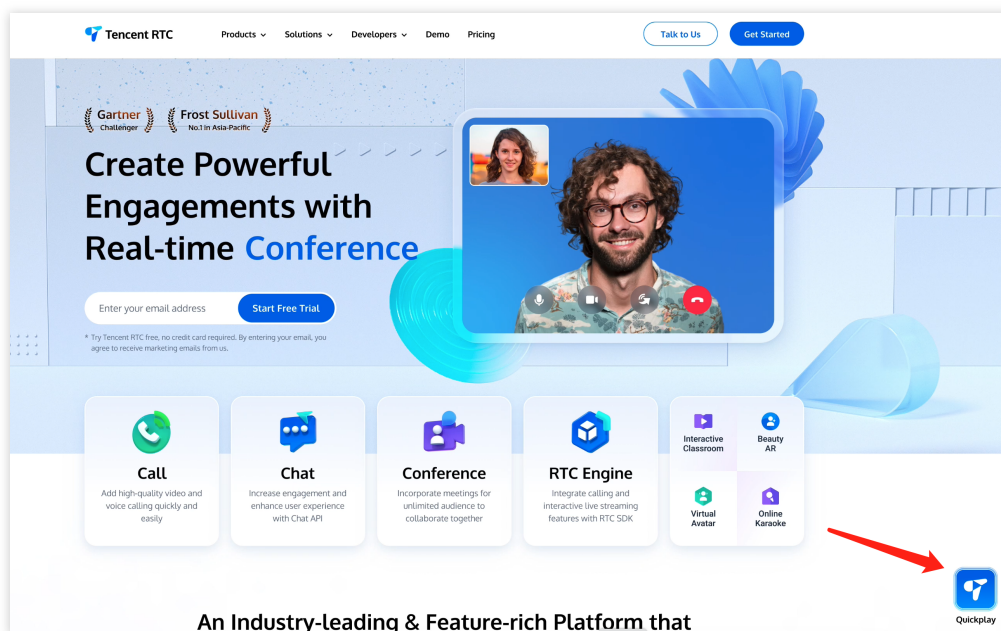 Tencent RTC
Products
Solutions
Developers
Demo
Pricing
Talk to Us
Get Started
Gartner
Challenger
Frost Sullivan
No.1 in Asia-Pacific
Create Powerful
Engagements with
Real-time Conference
Enter your email address
Start Free Trial
* Try Tencent RTC free, no credit card required. By entering your email, you
agree to receive marketing emails from us.
Call
Add high-quality video and
voice calling quickly and
easily
Chat
Increase engagement and
enhance user experience
with Chat API
Conference
Incorporate meetings for
unlimited audience to
collaborate together
RTC Engine
Integrate calling and
interactive live streaming
features with RTC SDK
Interactive
Classroom
Beauty
AR
Virtual
Avatar
Online
Karaoke
Quickplay
An Industry-leading & Feature-rich Platform that